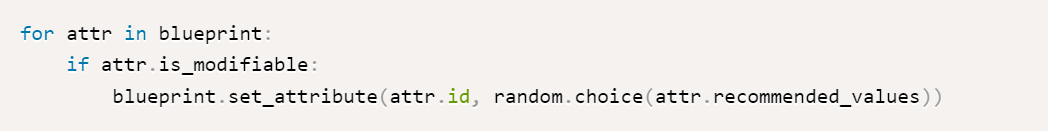 for attr in blueprint:
    if attr.is_modifiable:
        blueprint.set_attribute(attr.id, random.choice(attr.recommended_values))